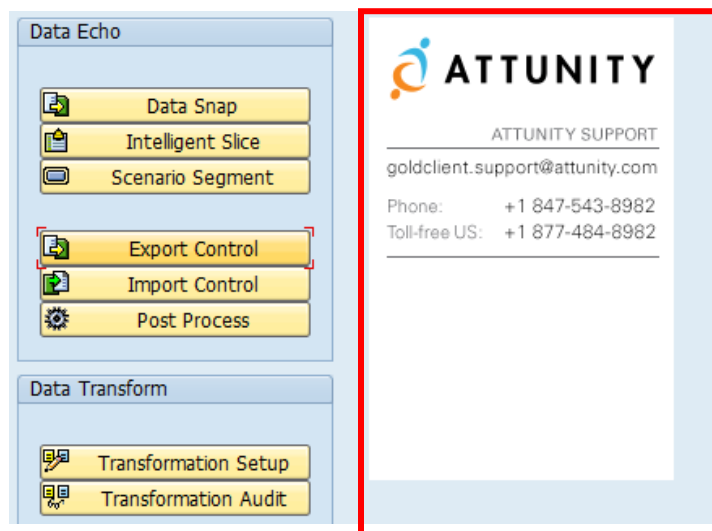 Data Echo
Data Snap
Intelligent Slice
Scenario Segment
Export Control
Import Control
Post Process
Data Transform
Transformation Setup
Transformation Audit
ATTUNITY
ATTUNITY SUPPORT
goldclient.support@attunity.com
Phone: +1 847-543-8982
Toll-free US: +1 877-484-8982